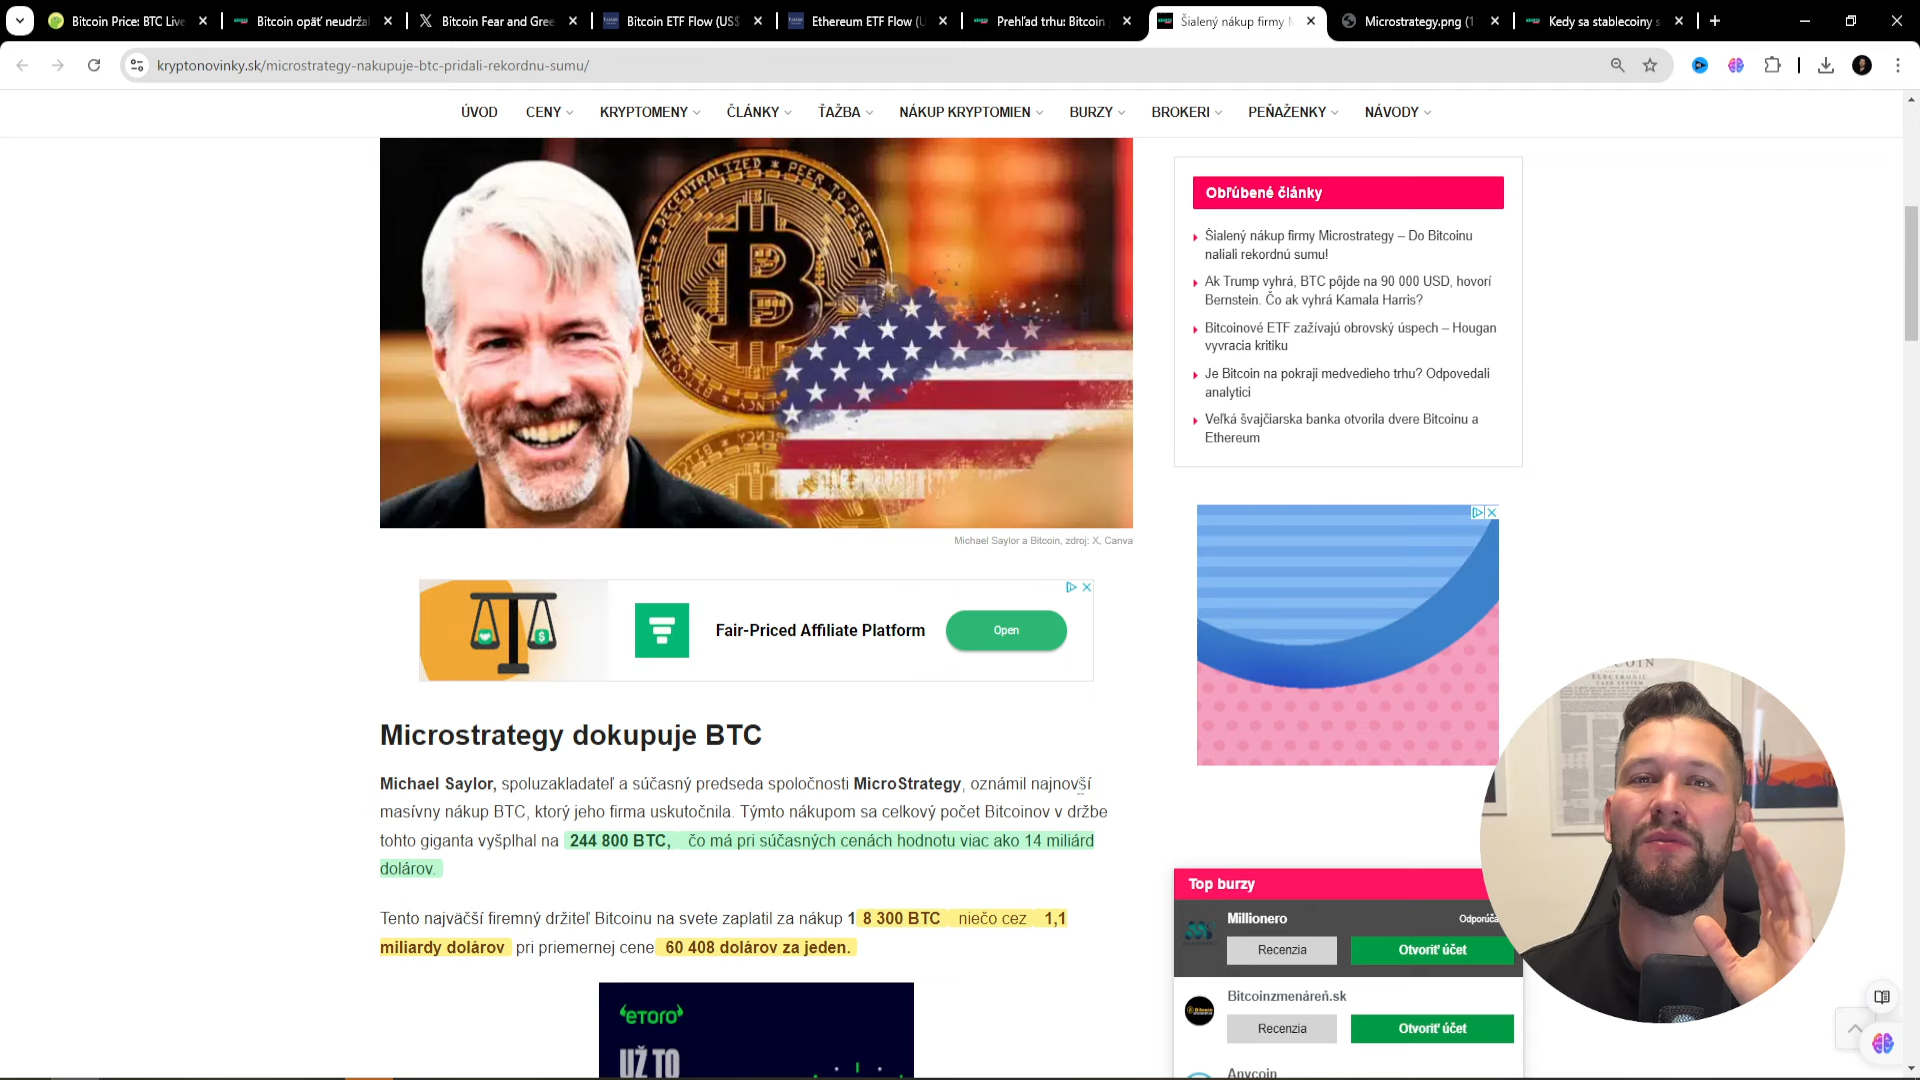 Bitcoin Price: BTC Live
Bitcoin opäť neudržal
Bitcoin Fear and Gree
Bitcoin ETF Flow (US$
Ethereum ETF Flow (U
Prehľad trhu: Bitcoin
Šialený nákup firmy M
Microstrategy.png (1
Kedy sa stablecoiny s
kryptonovinky.sk/microstrategy-nakupuje-btc-pridali-rekordnu-sumu/
ÚVOD
CENY
KRYPTOMENY
ČLÁNKY
ŤAŽBA
NÁKUP KRYPTOMIEN
BURZY
BROKERI
PEŇAŽENKY
NÁVODY
DECENTRALIZED * PEER TO PEER
Michael Saylor a Bitcoin, zdroj: X, Canva
Fair-Priced Affiliate Platform
Open
Microstrategy dokupuje BTC
Michael Saylor, spoluzakladateľ a súčasný predseda spoločnosti MicroStrategy, oznámil najnovší
masívny nákup BTC, ktorý jeho firma uskutočnila. Týmto nákupom sa celkový počet Bitcoinov v držbe
tohto giganta vyšplhal na 244 800 BTC, čo má pri súčasných cenách hodnotu viac ako 14 miliárd
dolárov.
Tento najväčší firemný držiteľ Bitcoinu na svete zaplatil za nákup 18 300 BTC niečo cez 1,1
miliardy dolárov pri priemernej cene 60 408 dolárov za jeden.
eToro
UŽ TO
Obľúbené články
Šialený nákup firmy Microstrategy – Do Bitcoinu
naliali rekordnú sumu!
Ak Trump vyhrá, BTC pôjde na 90 000 USD, hovorí
Bernstein. Čo ak vyhrá Kamala Harris?
Bitcoinové ETF zažívajú obrovský úspech – Hougan
vyvracia kritiku
Je Bitcoin na pokraji medvedieho trhu? Odpovedali
analytici
Veľká švajčiarska banka otvorila dvere Bitcoinu a
Ethereum
Top burzy
Millionero
Odporúča
Recenzia
Otvoriť účet
Bitcoinzmenáreň.sk
Recenzia
Otvoriť účet
Anycoin